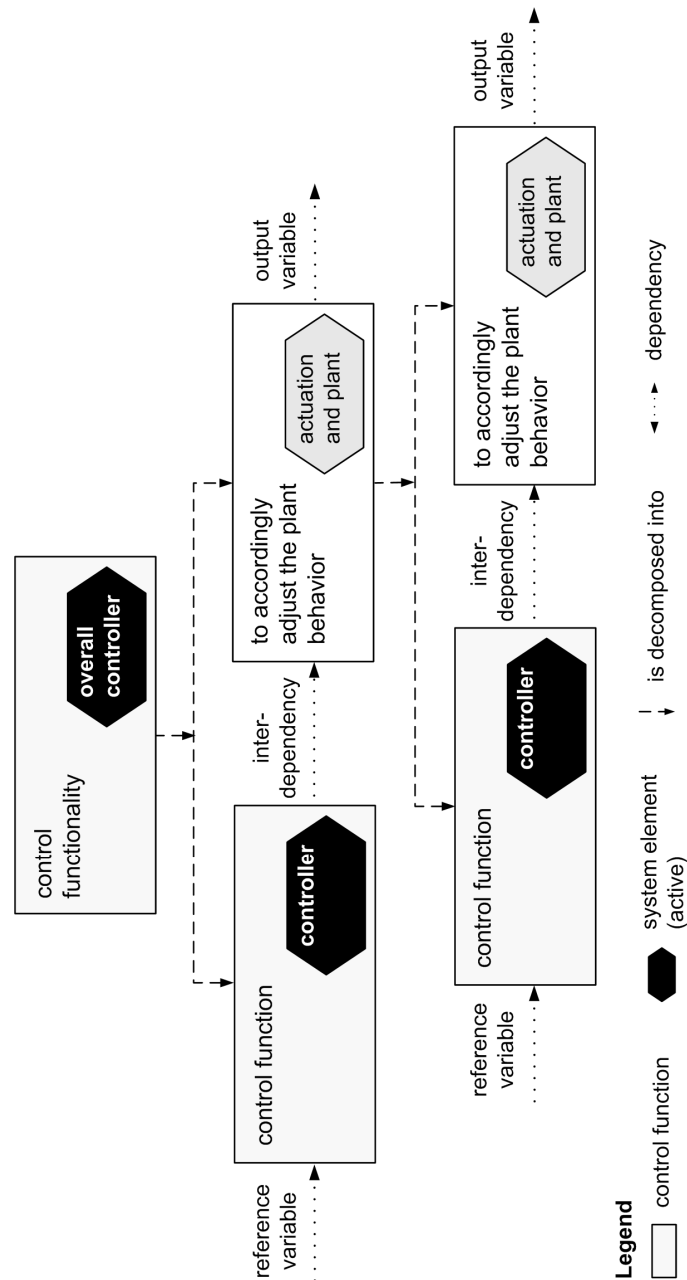 control
functionality
overall
controller
control function
controller
to accordingly
adjust the plant
behavior
actuation
and plant
reference
variable
inter-
dependency
output
variable
control function
controller
to accordingly
adjust the plant
behavior
actuation
and plant
reference
variable
inter-
dependency
output
variable
Legend
control function
system element
(active)
is decomposed into
dependency